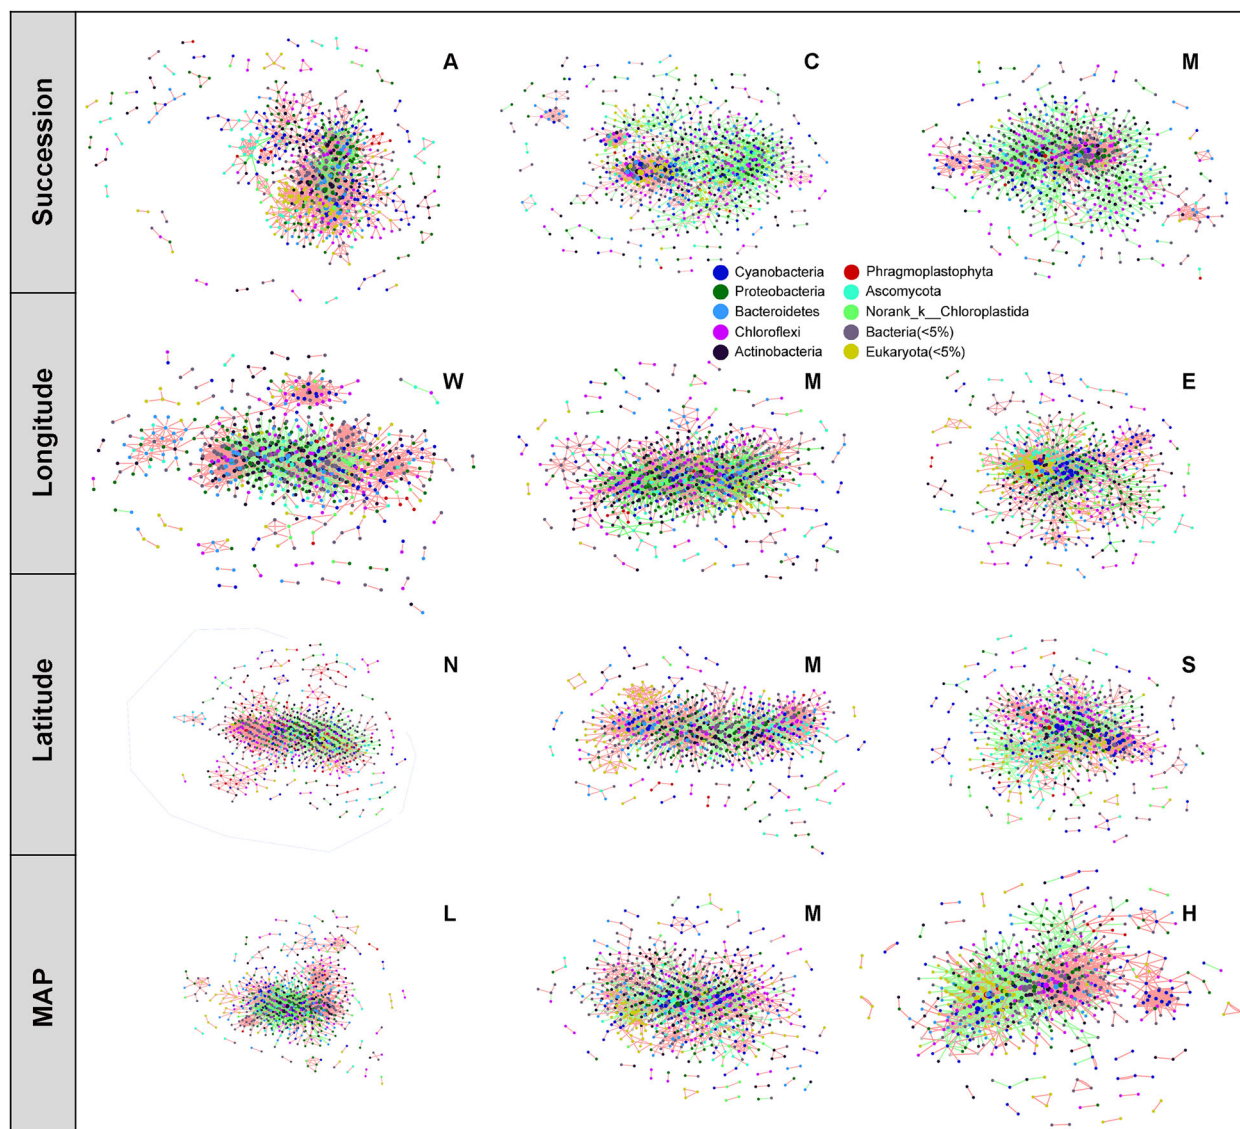 Succession
A
C
M
Cyanobacteria
Proteobacteria
Bacteroidetes
Chloroflexi
Actinobacteria
Phragmoplastophyta
Ascomycota
Norank_k__Chloroplastida
Bacteria(<5%)
Eukaryota(<5%)
Longitude
W
M
E
Latitude
N
M
S
MAP
L
M
H